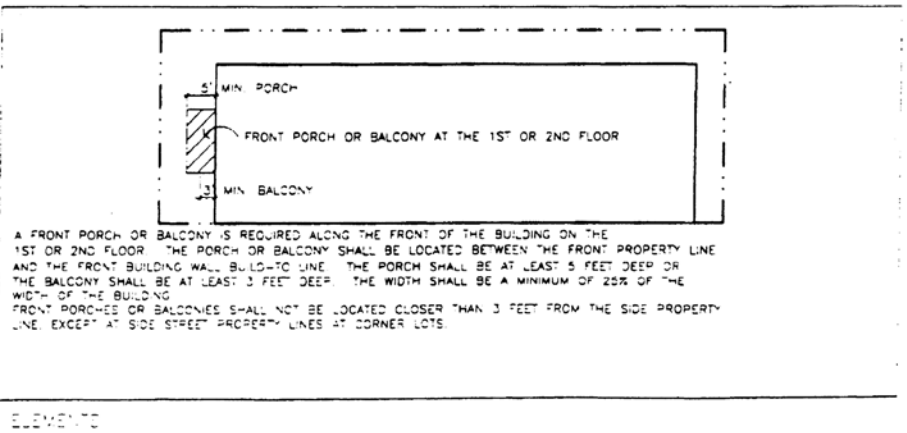 5' MIN. PORCH
FRONT PORCH OR BALCONY AT THE 1ST OR 2ND FLOOR
3' MIN. BALCONY
A FRONT PORCH OR BALCONY IS REQUIRED ALONG THE FRONT OF THE BUILDING ON THE
1ST OR 2ND FLOOR. THE PORCH OR BALCONY SHALL BE LOCATED BETWEEN THE FRONT PROPERTY LINE
AND THE FRONT BUILDING WALL BUILD-TO LINE. THE PORCH SHALL BE AT LEAST 5 FEET DEEP OR
THE BALCONY SHALL BE AT LEAST 3 FEET DEEP. THE WIDTH SHALL BE A MINIMUM OF 25% OF THE
WIDTH OF THE BUILDING
FRONT PORCHES OR BALCONIES SHALL NOT BE LOCATED CLOSER THAN 3 FEET FROM THE SIDE PROPERTY
LINE, EXCEPT AT SIDE STREET PROPERTY LINES AT CORNER LOTS.
ELEMENTS